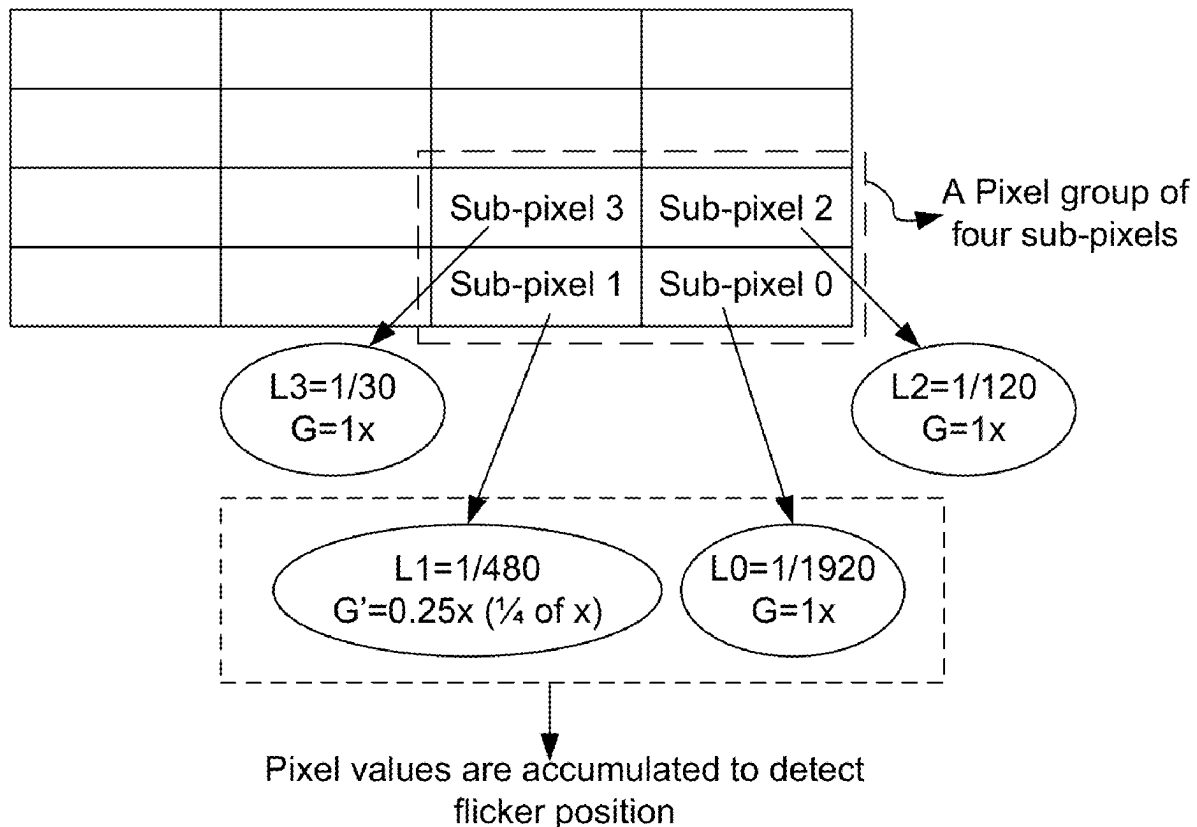 Sub-pixel 3
Sub-pixel 2
A Pixel group of
four sub-pixels
Sub-pixel 1
Sub-pixel 0
L3=1/30
G=1x
L2=1/120
G=1x
L1=1/480
G’=0.25x (¼ of x)
L0=1/1920
G=1x
Pixel values are accumulated to detect
flicker position